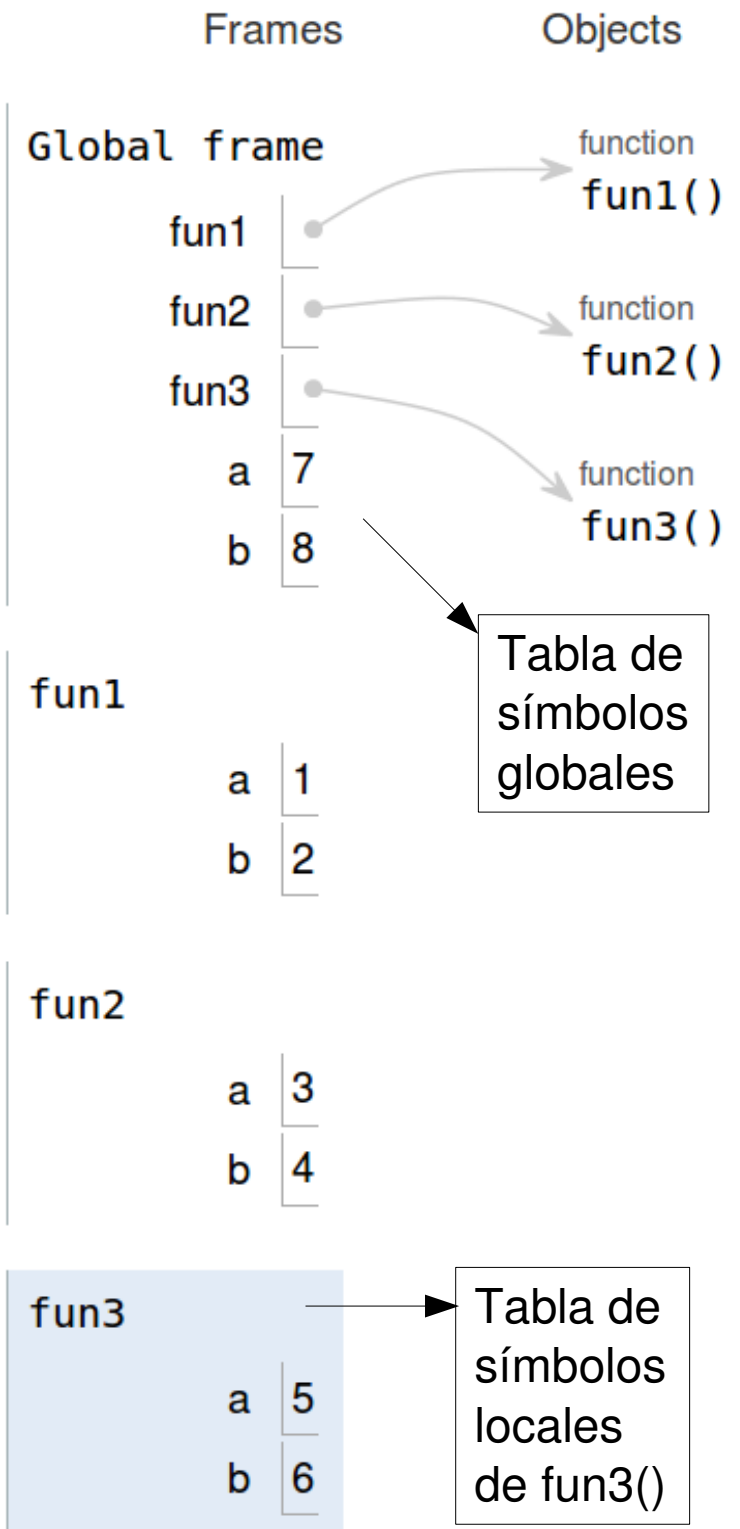 Frames Objects
Global frame
function
fun1()
fun1
fun2
function
fun2()
fun3
a 7
function
fun3()
b 8
Tabla de
símbolos
globales
fun1
a 1
b 2
fun2
a 3
b 4
fun3
a 5
b 6
Tabla de
símbolos
locales
de fun3()